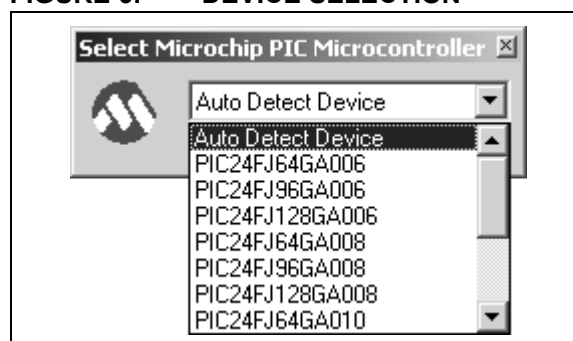 FIGURE 6: DEVICE SELECTION
Select Microchip PIC Microcontroller
Auto Detect Device
Auto Detect Device
PIC24FJ64GA006
PIC24FJ96GA006
PIC24FJ128GA006
PIC24FJ64GA008
PIC24FJ96GA008
PIC24FJ128GA008
PIC24FJ64GA010